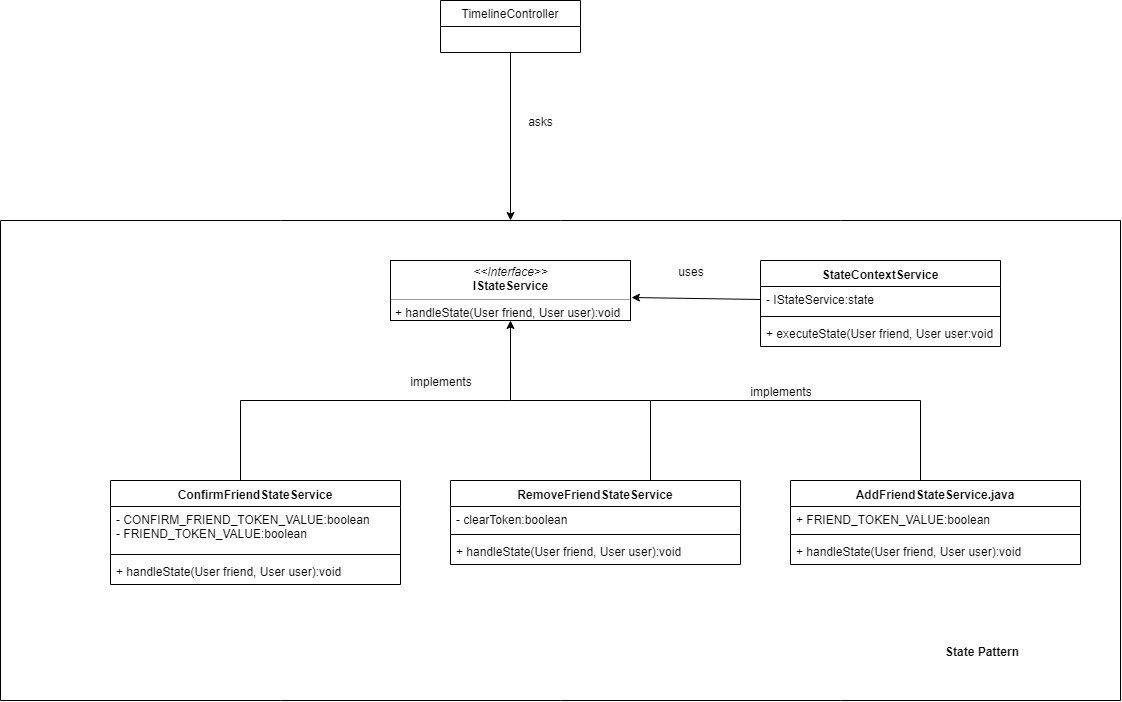 TimelineController
asks
<<Interface>>
IStateService
+ handleState(User friend, User user):void
uses
StateContextService
- IStateService:state
+ executeState(User friend, User user:void
implements
implements
ConfirmFriendStateService
- CONFIRM_FRIEND_TOKEN_VALUE:boolean
- FRIEND_TOKEN_VALUE:boolean
+ handleState(User friend, User user):void
RemoveFriendStateService
- clearToken:boolean
+ handleState(User friend, User user):void
AddFriendStateService.java
+ FRIEND_TOKEN_VALUE:boolean
+ handleState(User friend, User user):void
State Pattern